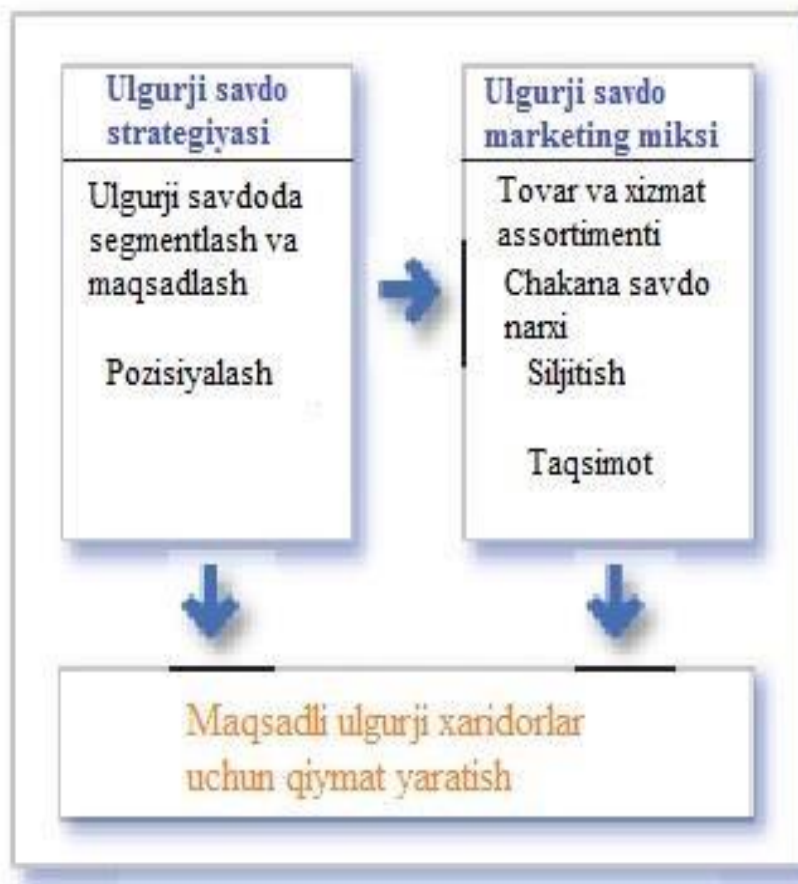 Ulgurji savdo
strategiyasi
Ulgurji savdoda
segmentlash va
maqsadlash
Pozisiyalash
Ulgurji savdo
marketing miksi
Tovar va xizmat
assortimenti
Chakana savdo
narxi
Siljitish
Taqsimot
Maqsadli ulgurji xaridorlar
uchun qiymat yaratish